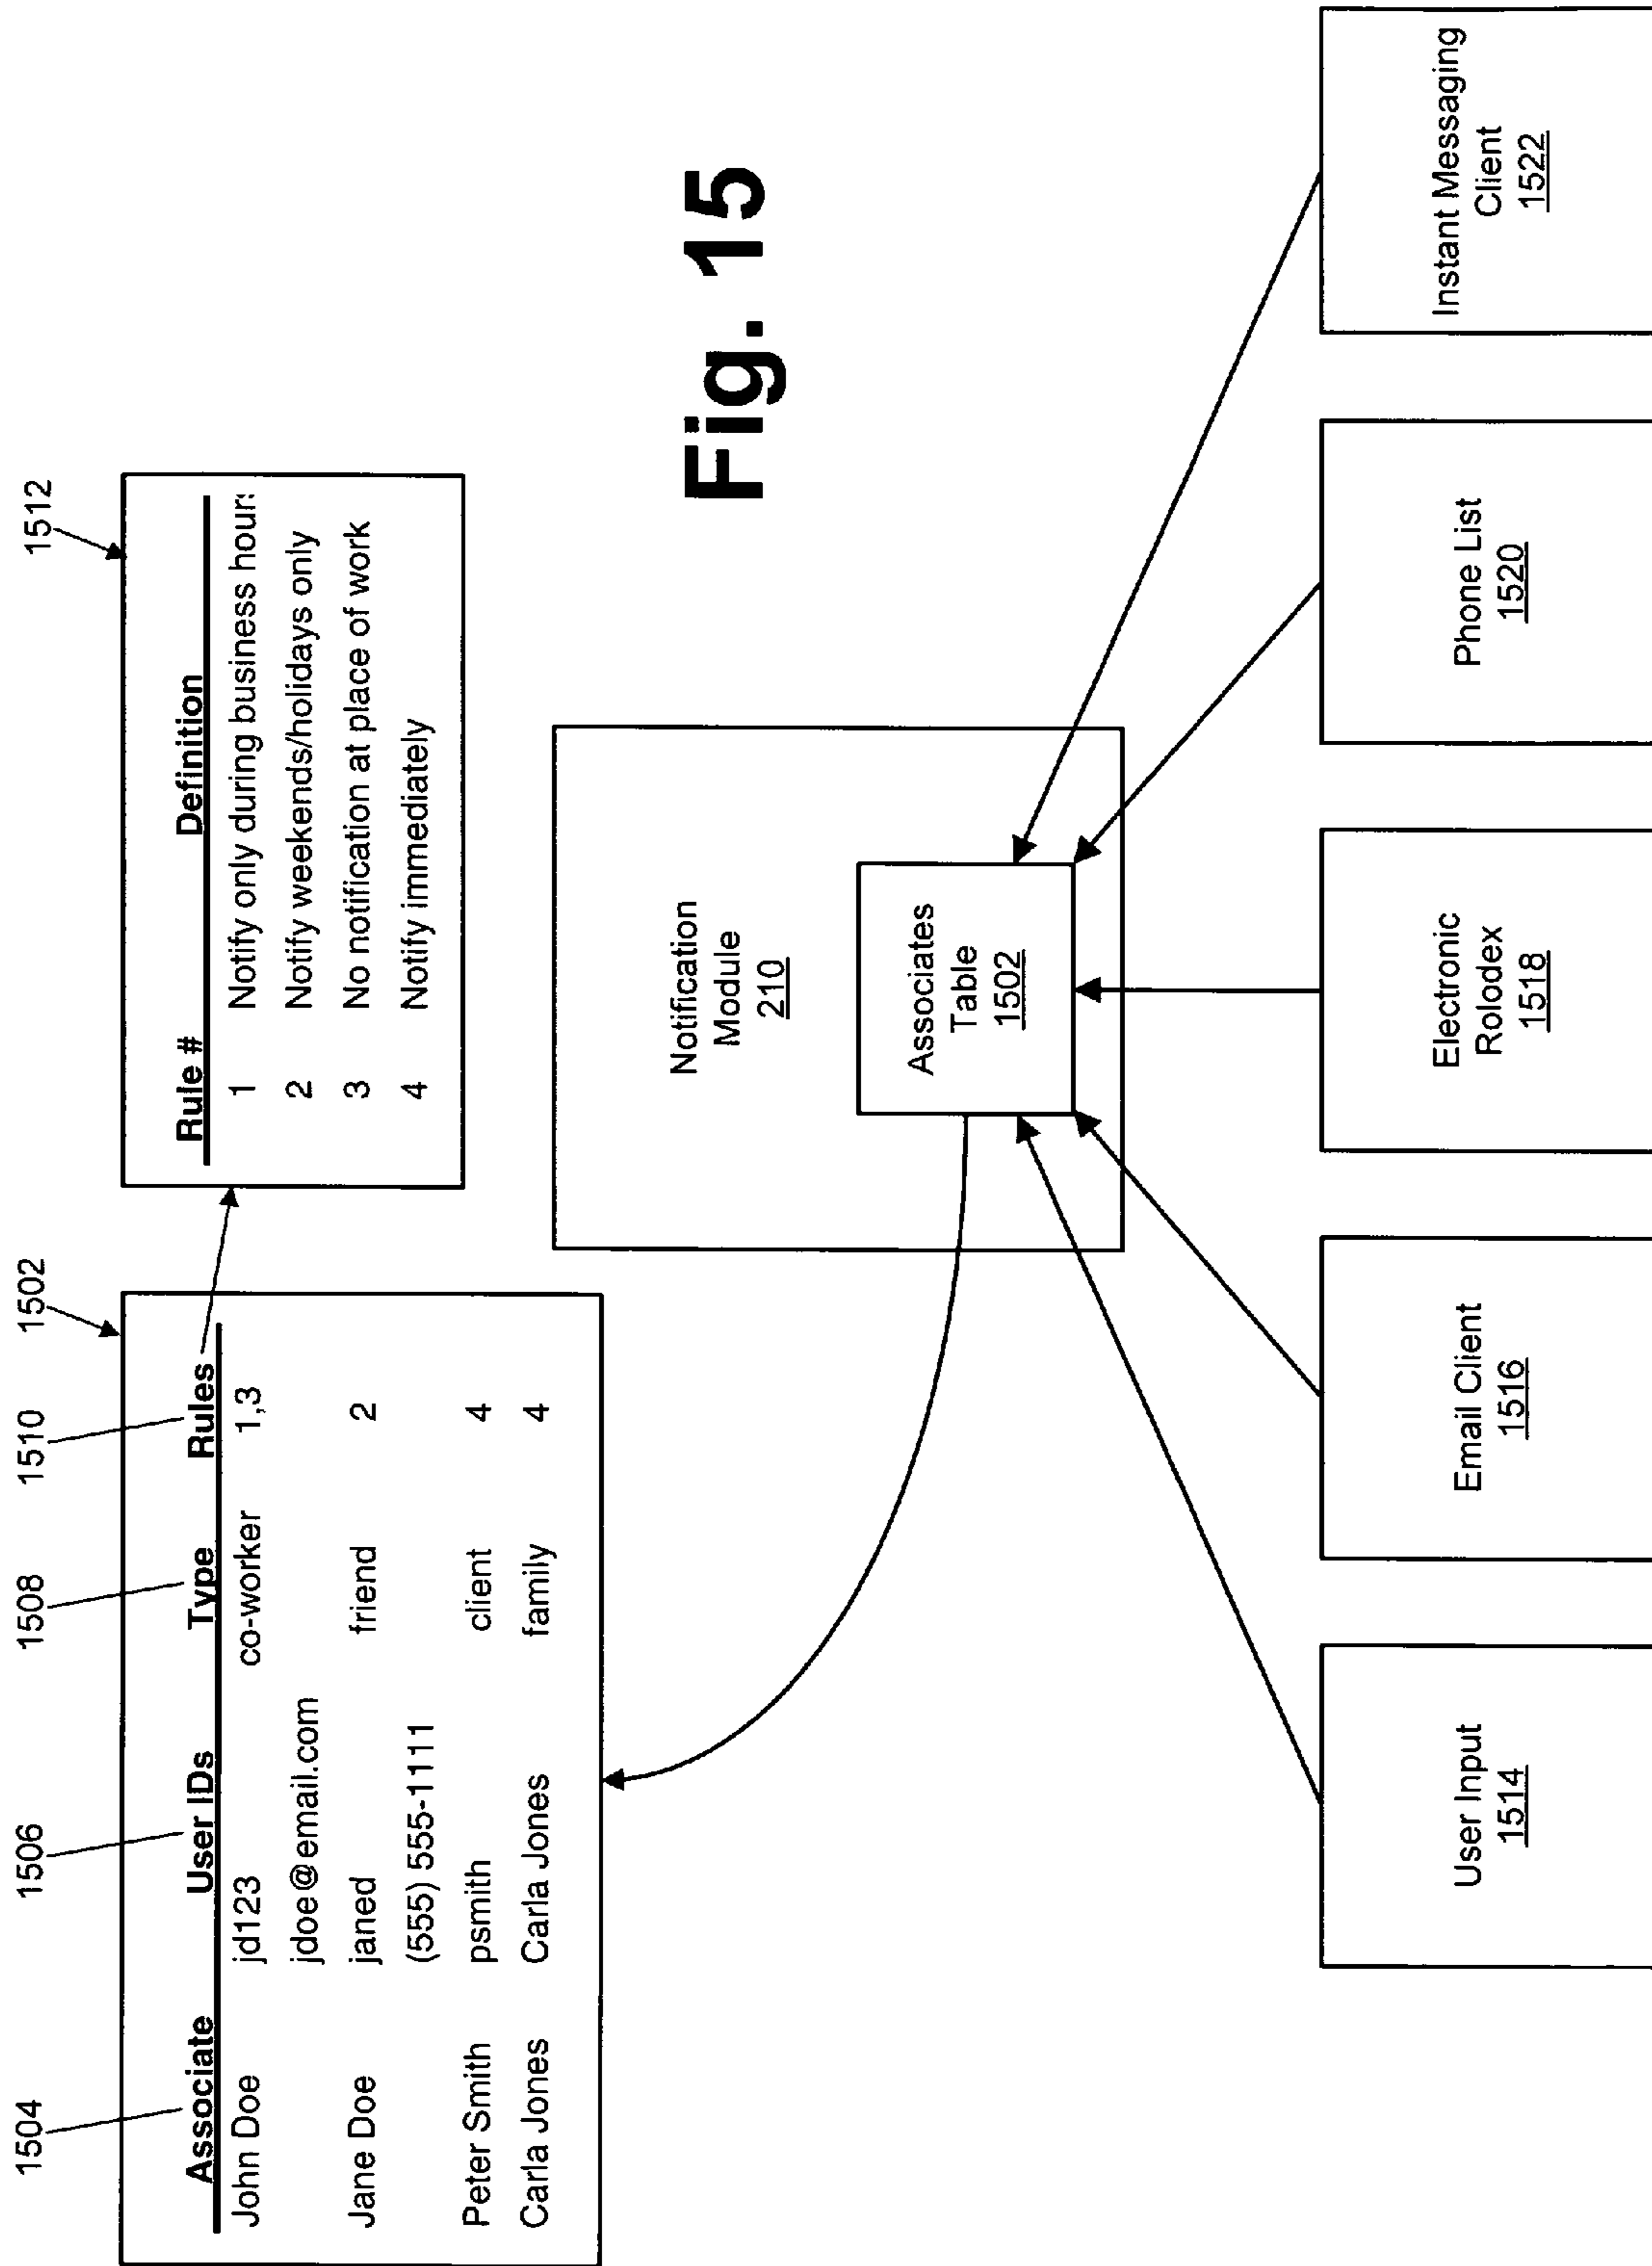 1504
1506
1508
1510
1502
1512
Associate User IDs Type Rules
John Doe jd123 co-worker 1,3
jdoe@email.com
Jane Doe janed friend 2
(555) 555-1111
Peter Smith psmith client 4
Carla Jones Carla Jones family 4
Rule # Definition
1 Notify only during business hours
2 Notify weekends/holidays only
3 No notification at place of work
4 Notify immediately
Notification
Module
210
Associates
Table
1502
Fig. 15
User Input
1514
Email Client
1516
Electronic
Rolodex
1518
Phone List
1520
Instant Messaging
Client
1522